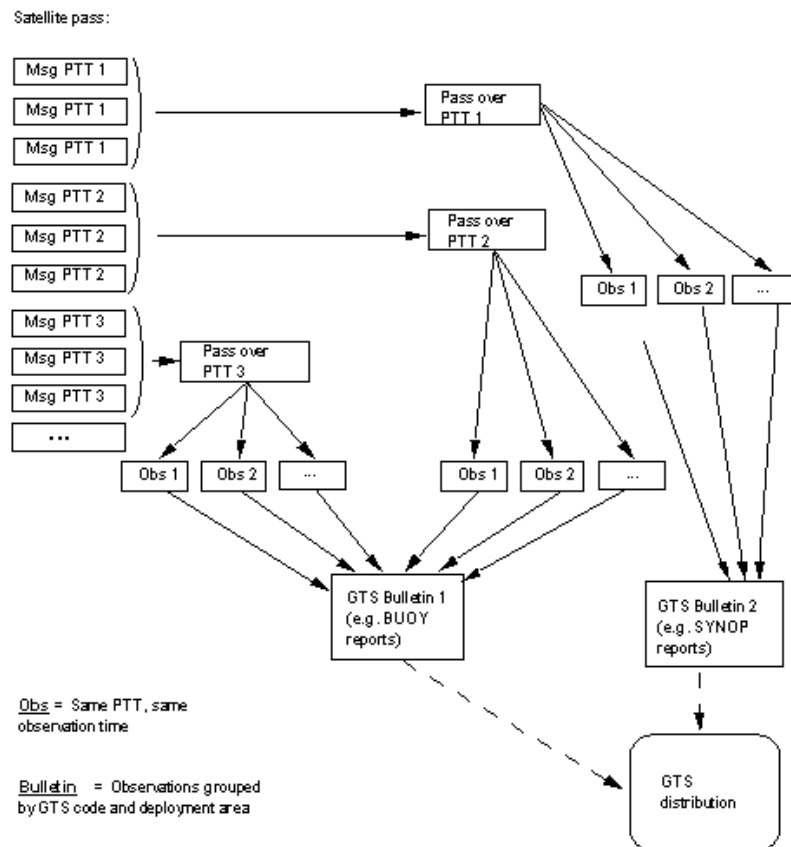 Satellite pass:
Msg PTT 1
Msg PTT 1
Msg PTT 1
Pass over
PTT 1
Msg PTT 2
Msg PTT 2
Msg PTT 2
Pass over
PTT 2
Obs 1
Obs 2
...
Msg PTT 3
Msg PTT 3
Msg PTT 3
...
Pass over
PTT 3
Obs 1
Obs 2
...
Obs 1
Obs 2
...
GTS Bulletin 1
(e.g. BUOY
reports)
GTS Bulletin 2
(e.g. SYNOP
reports)
Obs = Same PTT, same
observation time
Bulletin = Observations grouped
by GTS code and deployment area
GTS
distribution